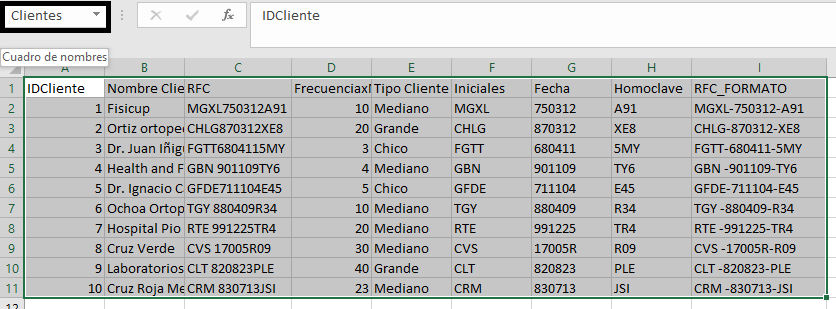 Clientes fx IDCliente
Cuadro de nombres
A B C D E F G H I
1 IDCliente Nombre Clie RFC Frecuenciax Tipo Cliente Iniciales Fecha Homoclave RFC_FORMATO
2 1 Fisicup MGXL750312A91 10 Mediano MGXL 750312 A91 MGXL-750312-A91
3 2 Ortiz ortope CHLG870312XE8 20 Grande CHLG 870312 XE8 CHLG-870312-XE8
4 3 Dr. Juan Iñig FGTT6804115MY 3 Chico FGTT 680411 5MY FGTT-680411-5MY
5 4 Health and F GBN 901109TY6 4 Mediano GBN 901109 TY6 GBN -901109-TY6
6 5 Dr. Ignacio C GFDE711104E45 5 Chico GFDE 711104 E45 GFDE-711104-E45
7 6 Ochoa Ortop TGY 880409R34 10 Mediano TGY 880409 R34 TGY -880409-R34
8 7 Hospital Pio RTE 991225TR4 20 Mediano RTE 991225 TR4 RTE -991225-TR4
9 8 Cruz Verde CVS 17005R09 30 Mediano CVS 17005R R09 CVS -17005R-R09
10 9 Laboratorios CLT 820823PLE 40 Grande CLT 820823 PLE CLT -820823-PLE
11 10 Cruz Roja Me CRM 830713JSI 23 Mediano CRM 830713 JSI CRM -830713-JSI
12